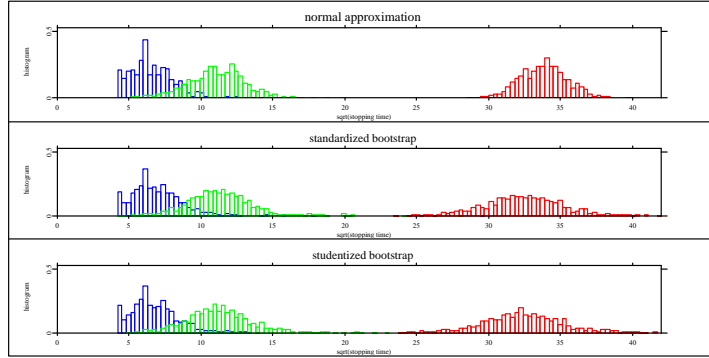 normal approximation
0.5
histogram
0
0 5 10 15 20 25 30 35 40
sqrt(stopping time)
standardized bootstrap
0.5
histogram
0
0 5 10 15 20 25 30 35 40
sqrt(stopping time)
studentized bootstrap
0.5
histogram
0
0 5 10 15 20 25 30 35 40
sqrt(stopping time)